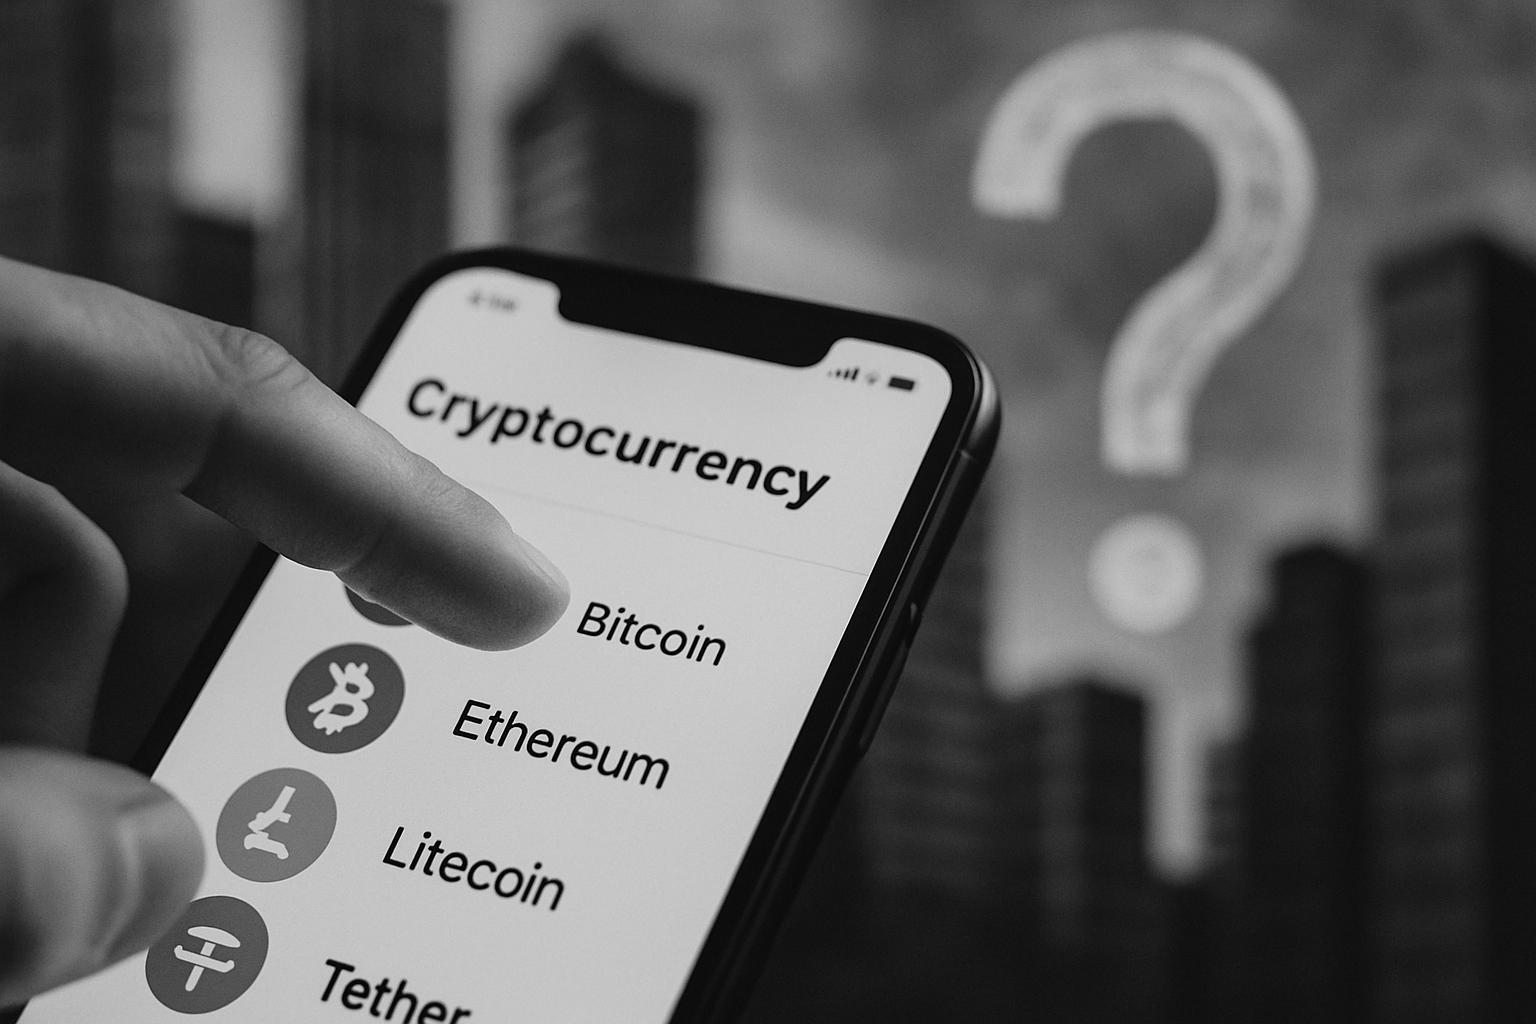 Cryptocurrency
Bitcoin
Ethereum
Litecoin
Tether
?